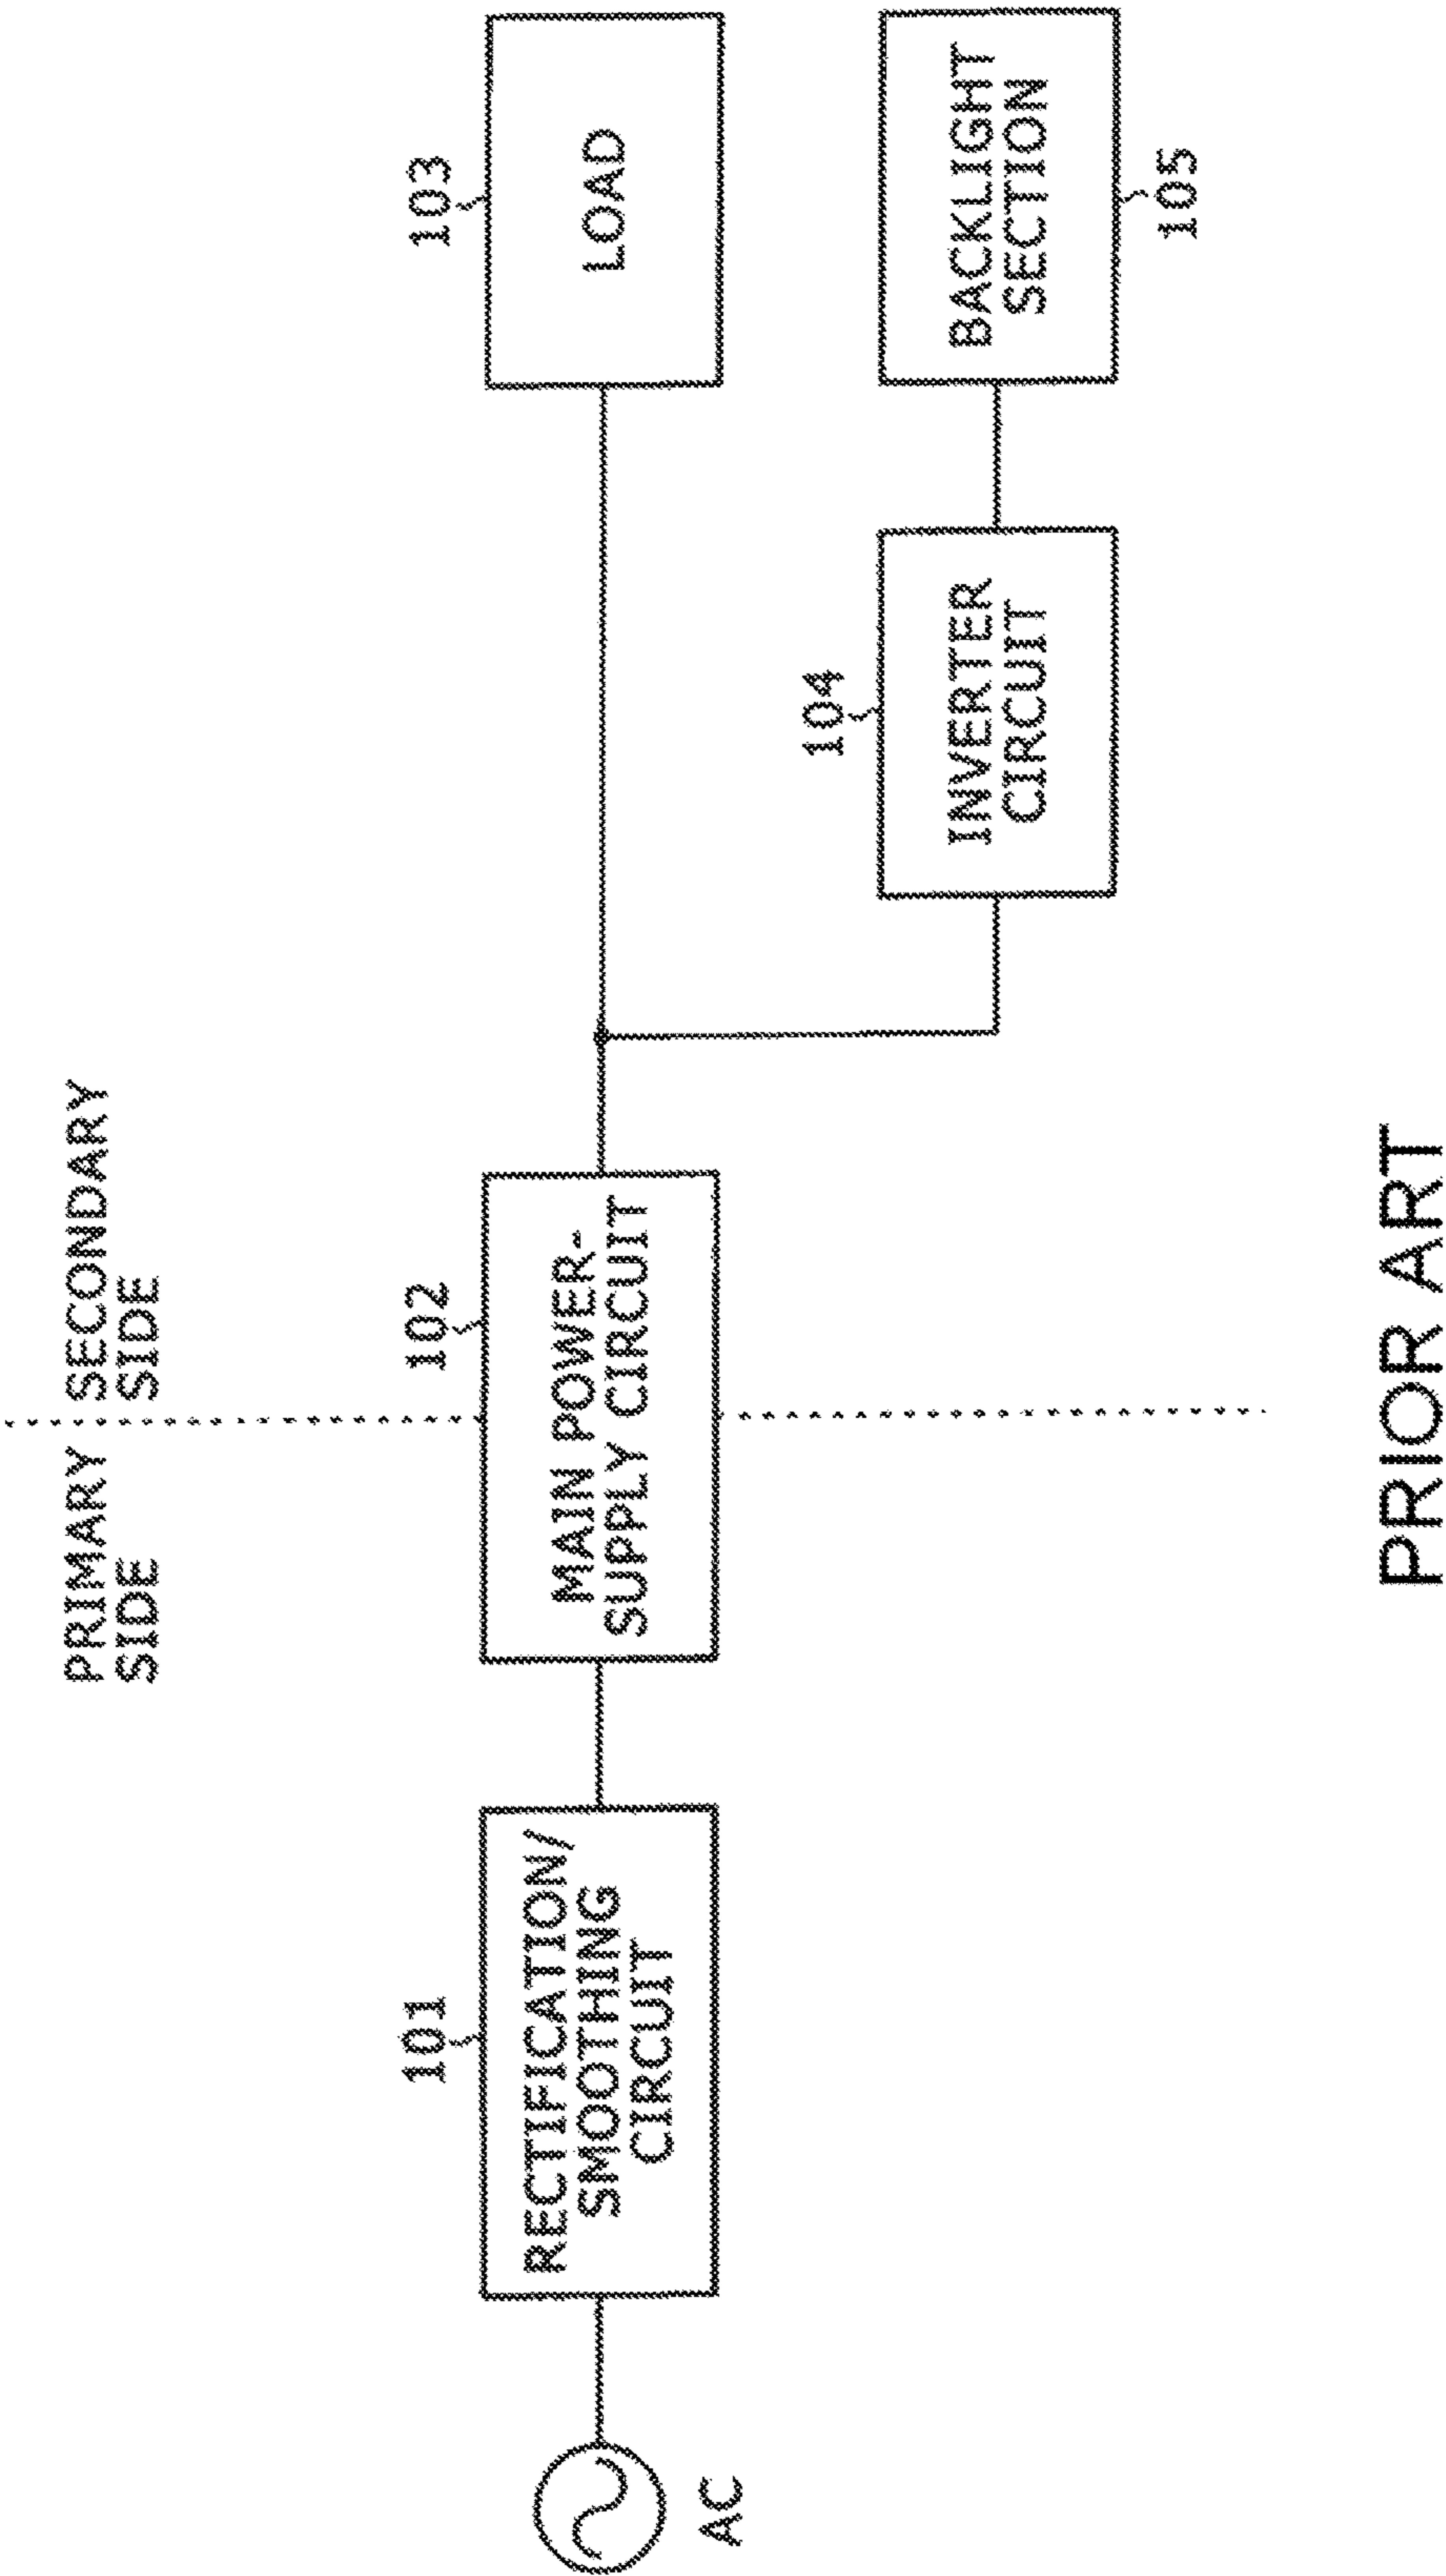 PRIMARY SECONDARY
SIDE SIDE
101
RECTIFICATION/
SMOOTHING
CIRCUIT
102
MAIN POWER-
SUPPLY CIRCUIT
103
LOAD
104
INVERTER
CIRCUIT
BACKLIGHT
SECTION
105
AC
PRIOR ART